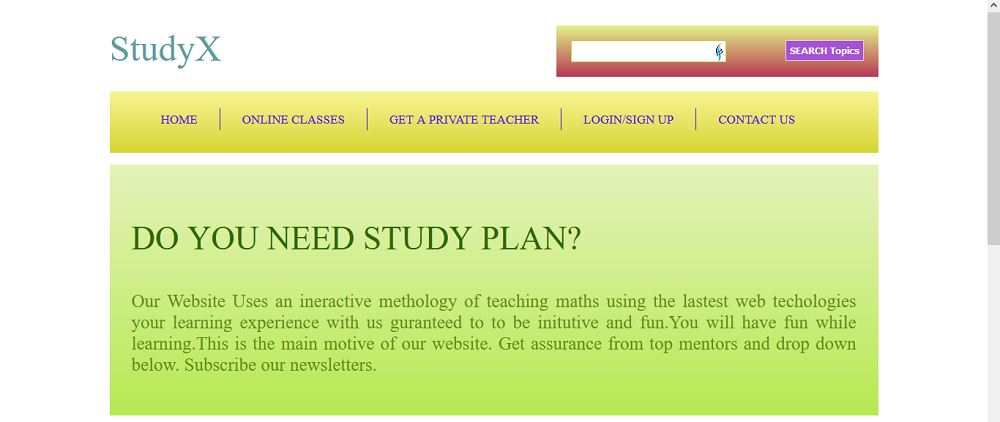 StudyX
SEARCH Topics
HOME
ONLINE CLASSES
GET A PRIVATE TEACHER
LOGIN/SIGN UP
CONTACT US
DO YOU NEED STUDY PLAN?
Our Website Uses an ineractive methology of teaching maths using the lastest web techologies
your learning experience with us guranteed to to be initutive and fun.You will have fun while
learning.This is the main motive of our website. Get assurance from top mentors and drop down
below. Subscribe our newsletters.